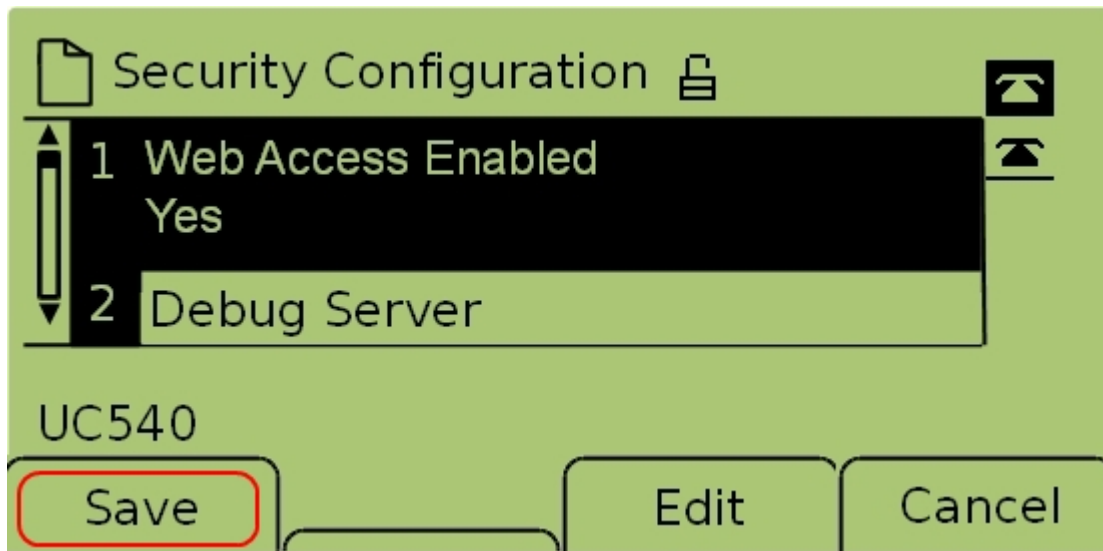 Security Configuration
1 Web Access Enabled
Yes
2 Debug Server
UC540
Save Edit Cancel